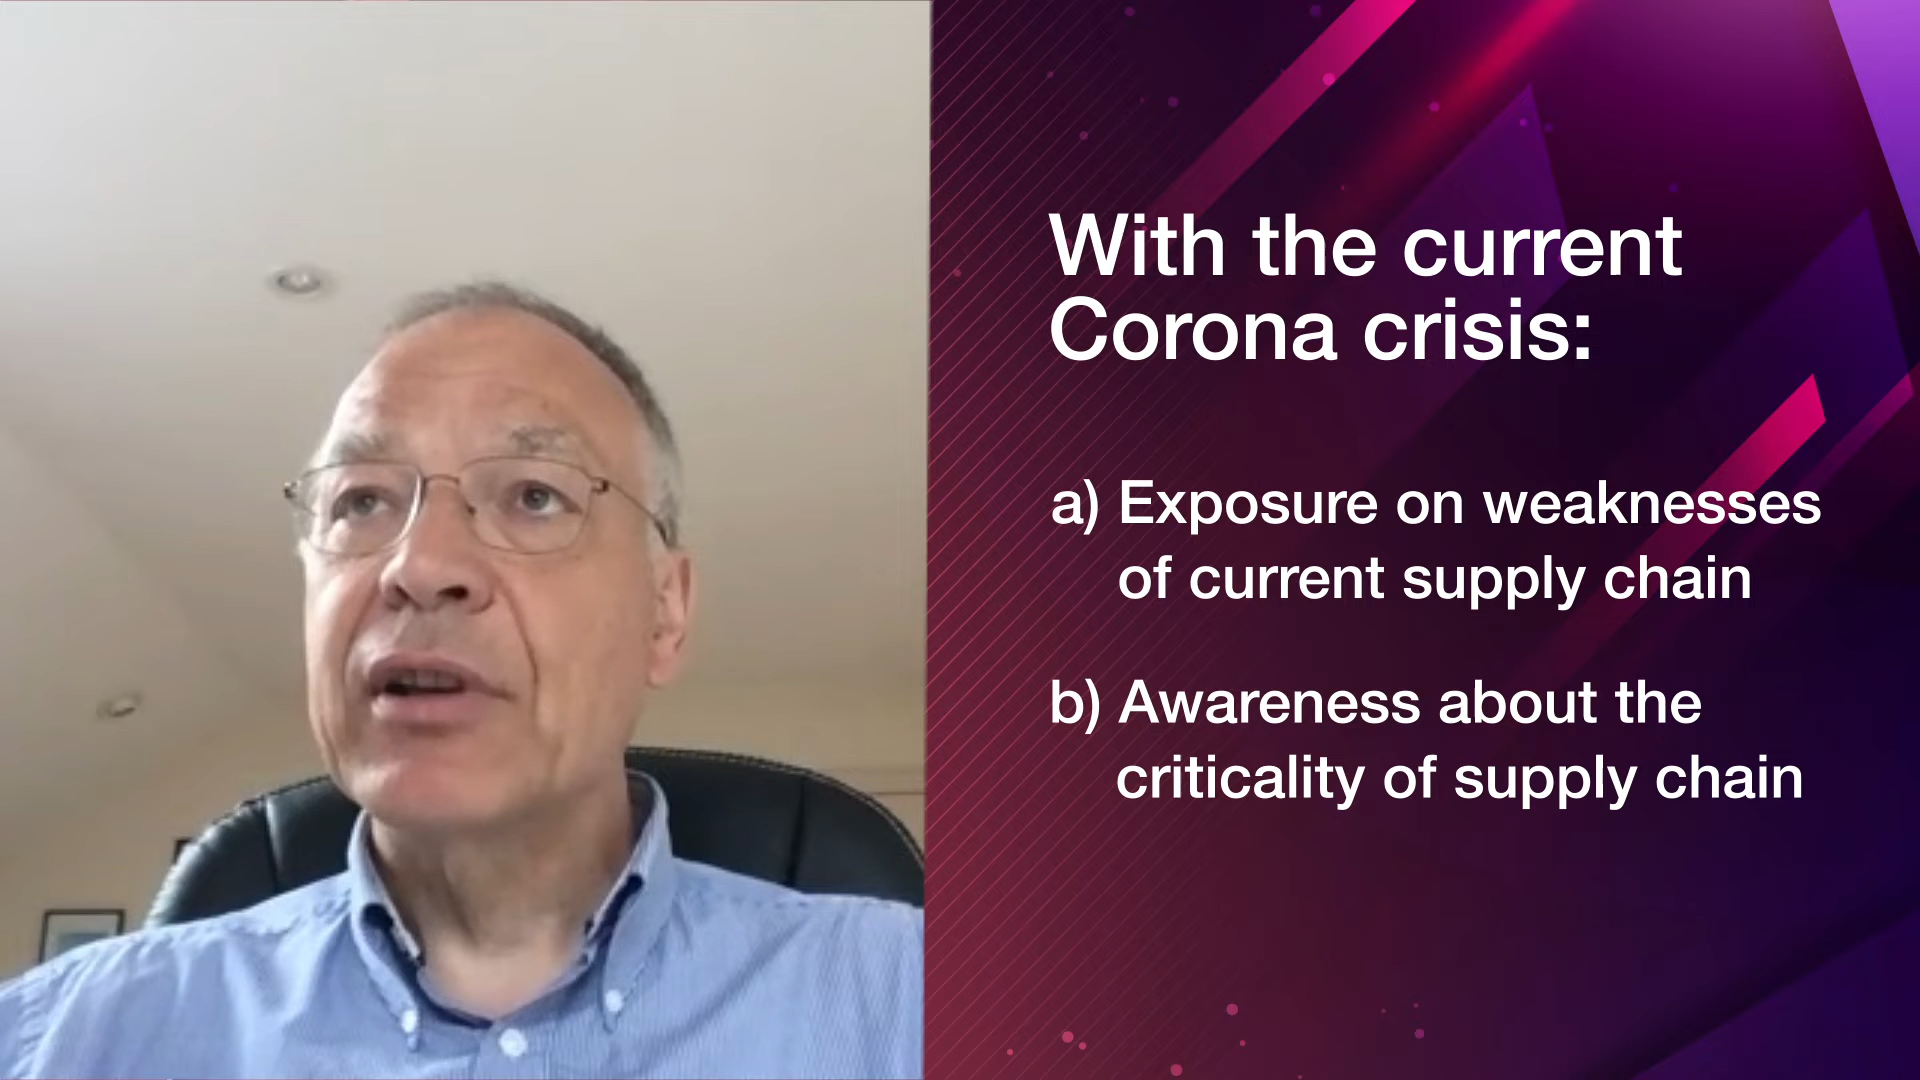 With the current
Corona crisis:
a) Exposure on weaknesses
of current supply chain
b) Awareness about the
criticality of supply chain